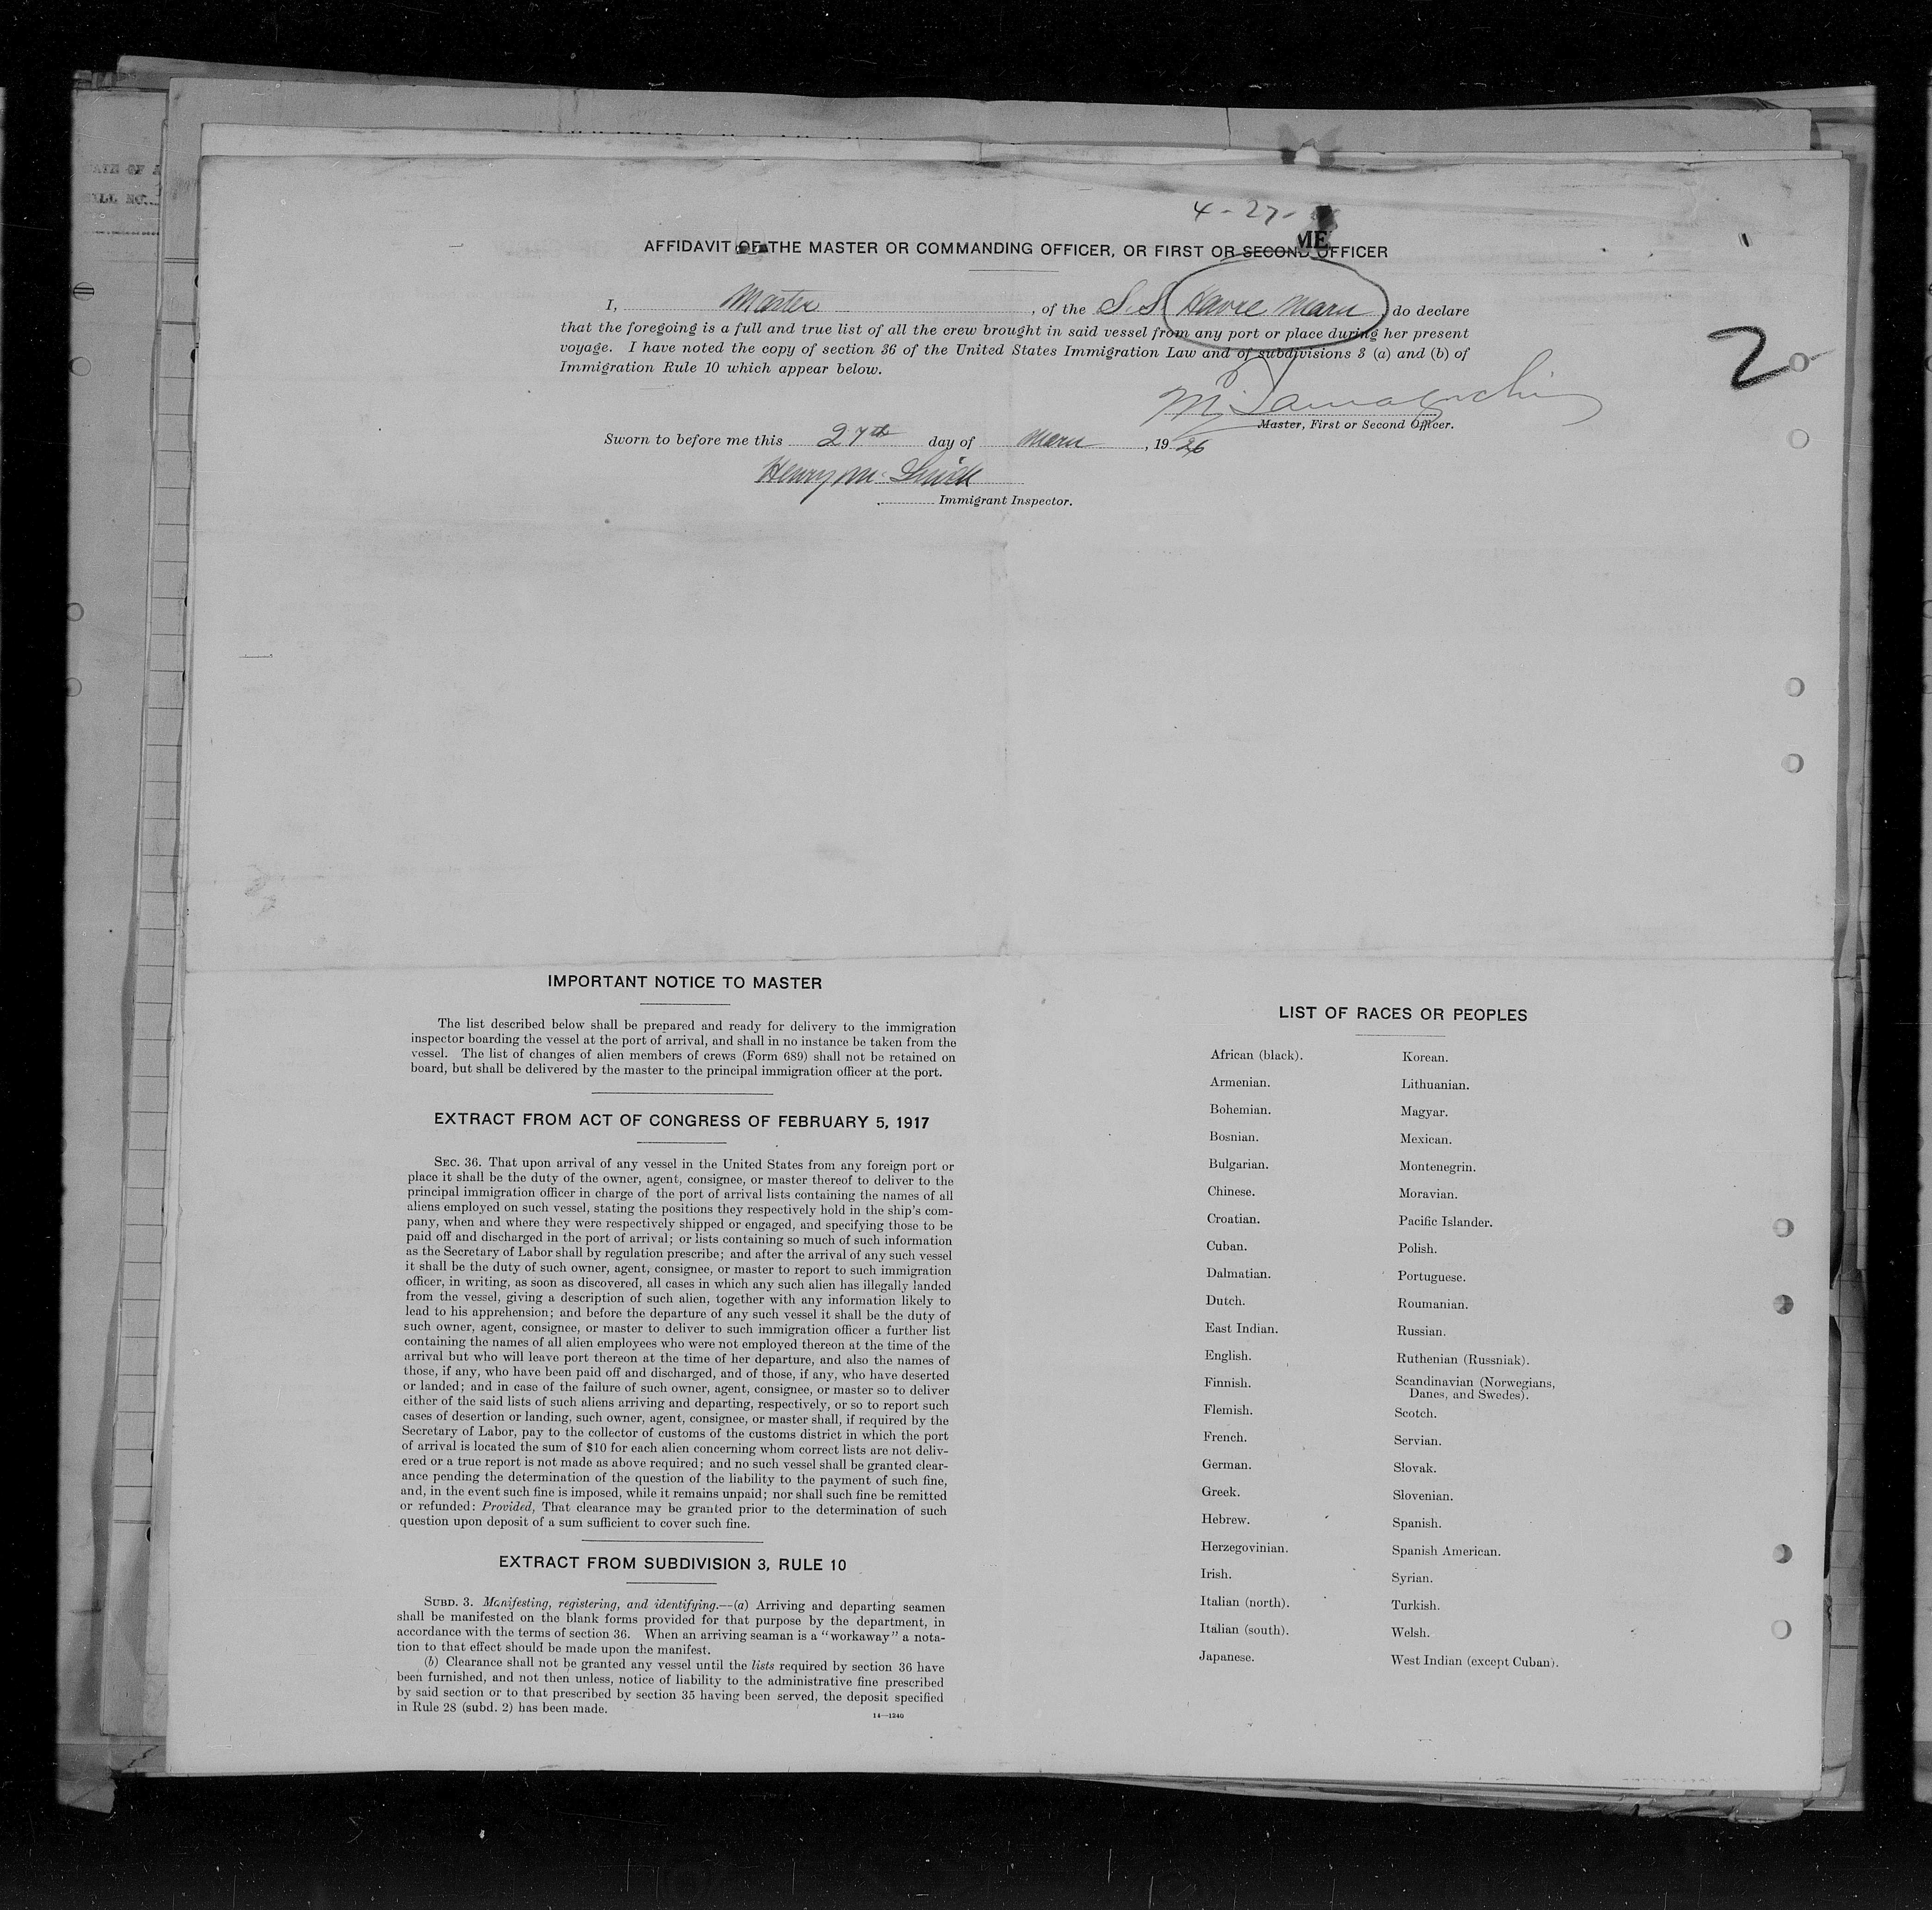 4-27-
AFFIDAVIT OF THE MASTER OR COMMANDING OFFICER, OR FIRST OR SECOND OFFICER
ME
I, Master, of the S.S Havre Maru do declare
that the foregoing is a full and true list of all the crew brought in said vessel from any port or place during her present
voyage. I have noted the copy of section 36 of the United States Immigration Law and of subdivisions 3 (a) and (b) of
Immigration Rule 10 which appear below.
2
M. Yamaguchi
Master, First or Second Officer.
Sworn to before me this 27th day of , 1926
Henry M.
Immigrant Inspector.
IMPORTANT NOTICE TO MASTER
The list described below shall be prepared and ready for delivery to the immigration
inspector boarding the vessel at the port of arrival, and shall in no instance be taken from the
vessel. The list of changes of alien members of crews (Form 689) shall not be retained on
board, but shall be delivered by the master to the principal immigration officer at the port.
EXTRACT FROM ACT OF CONGRESS OF FEBRUARY 5, 1917
SEC. 36. That upon arrival of any vessel in the United States from any foreign port or
place it shall be the duty of the owner, agent, consignee, or master thereof to deliver to the
principal immigration officer in charge of the port of arrival lists containing the names of all
aliens employed on such vessel, stating the positions they respectively hold in the ship's com-
pany, when and where they were respectively shipped or engaged, and specifying those to be
paid off and discharged in the port of arrival; or lists containing so much of such information
as the Secretary of Labor shall by regulation prescribe; and after the arrival of any such vessel
it shall be the duty of such owner, agent, consignee, or master to report to such immigration
officer, in writing, as soon as discovered, all cases in which any such alien has illegally landed
from the vessel, giving a description of such alien, together with any information likely to
lead to his apprehension; and before the departure of any such vessel it shall be the duty of
such owner, agent, consignee, or master to deliver to such immigration officer a further list
containing the names of all alien employees who were not employed thereon at the time of the
arrival but who will leave port thereon at the time of her departure, and also the names of
those, if any, who have been paid off and discharged, and of those, if any, who have deserted
or landed; and in case of the failure of such owner, agent, consignee, or master so to deliver
either of the said lists of such aliens arriving and departing, respectively, or so to report such
cases of desertion or landing, such owner, agent, consignee, or master shall, if required by the
Secretary of Labor, pay to the collector of customs of the customs district in which the port
of arrival is located the sum of $10 for each alien concerning whom correct lists are not deliv-
ered or a true report is not made as above required; and no such vessel shall be granted clear-
ance pending the determination of the question of the liability to the payment of such fine,
and, in the event such fine is imposed, while it remains unpaid; nor shall such fine be remitted
or refunded: Provided, That clearance may be granted prior to the determination of such
question upon deposit of a sum sufficient to cover such fine.
EXTRACT FROM SUBDIVISION 3, RULE 10
SUBD. 3. Manifesting, registering, and identifying.—(a) Arriving and departing seamen
shall be manifested on the blank forms provided for that purpose by the department, in
accordance with the terms of section 36. When an arriving seaman is a "workaway" a nota-
tion to that effect should be made upon the manifest.
(b) Clearance shall not be granted any vessel until the lists required by section 36 have
been furnished, and not then unless, notice of liability to the administrative fine prescribed
by said section or to that prescribed by section 35 having been served, the deposit specified
in Rule 28 (subd. 2) has been made.
14—1240
LIST OF RACES OR PEOPLES
African (black).
Armenian.
Bohemian.
Bosnian.
Bulgarian.
Chinese.
Croatian.
Cuban.
Dalmatian.
Dutch.
East Indian.
English.
Finnish.
Flemish.
French.
German.
Greek.
Hebrew.
Herzegovinian.
Irish.
Italian (north).
Italian (south).
Japanese.
Korean.
Lithuanian.
Magyar.
Mexican.
Montenegrin.
Moravian.
Pacific Islander.
Polish.
Portuguese.
Roumanian.
Russian.
Ruthenian (Russniak).
Scandinavian (Norwegians,
Danes, and Swedes).
Scotch.
Servian.
Slovak.
Slovenian.
Spanish.
Spanish American.
Syrian.
Turkish.
Welsh.
West Indian (except Cuban).